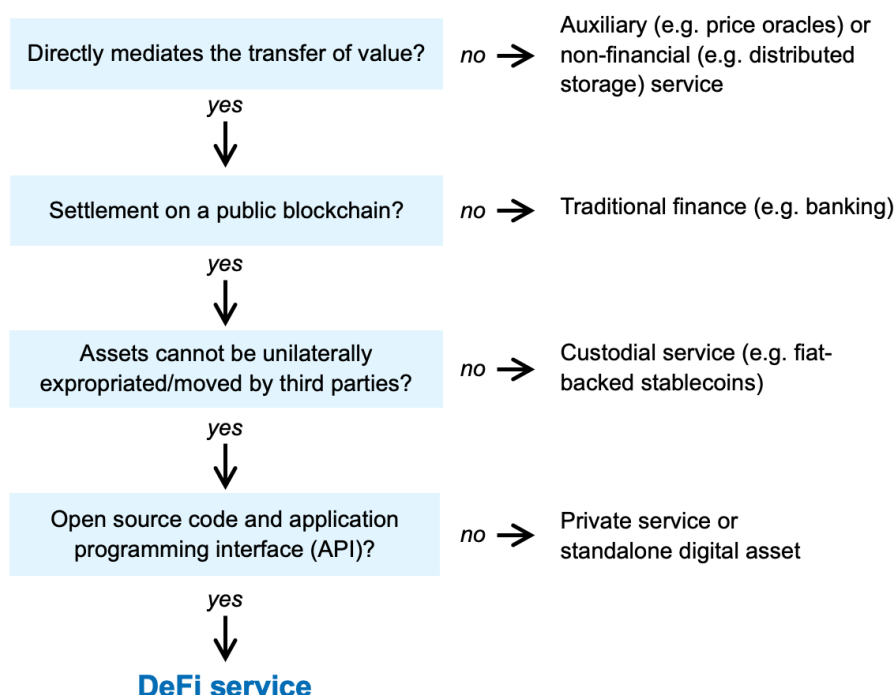 Directly mediates the transfer of value?
no
Auxiliary (e.g. price oracles) or
non-financial (e.g. distributed
storage) service
yes
Settlement on a public blockchain?
no
Traditional finance (e.g. banking)
yes
Assets cannot be unilaterally
expropriated/moved by third parties?
no
Custodial service (e.g. fiat-
backed stablecoins)
yes
Open source code and application
programming interface (API)?
no
Private service or
standalone digital asset
yes
DeFi service